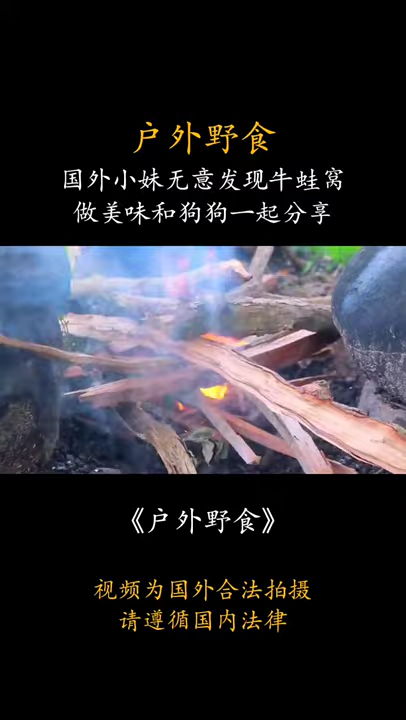 户外野食
国外小妹无意发现牛蛙窝
做美味和狗狗一起分享
《户外野食》
视频为国外合法拍摄
请遵循国内法律